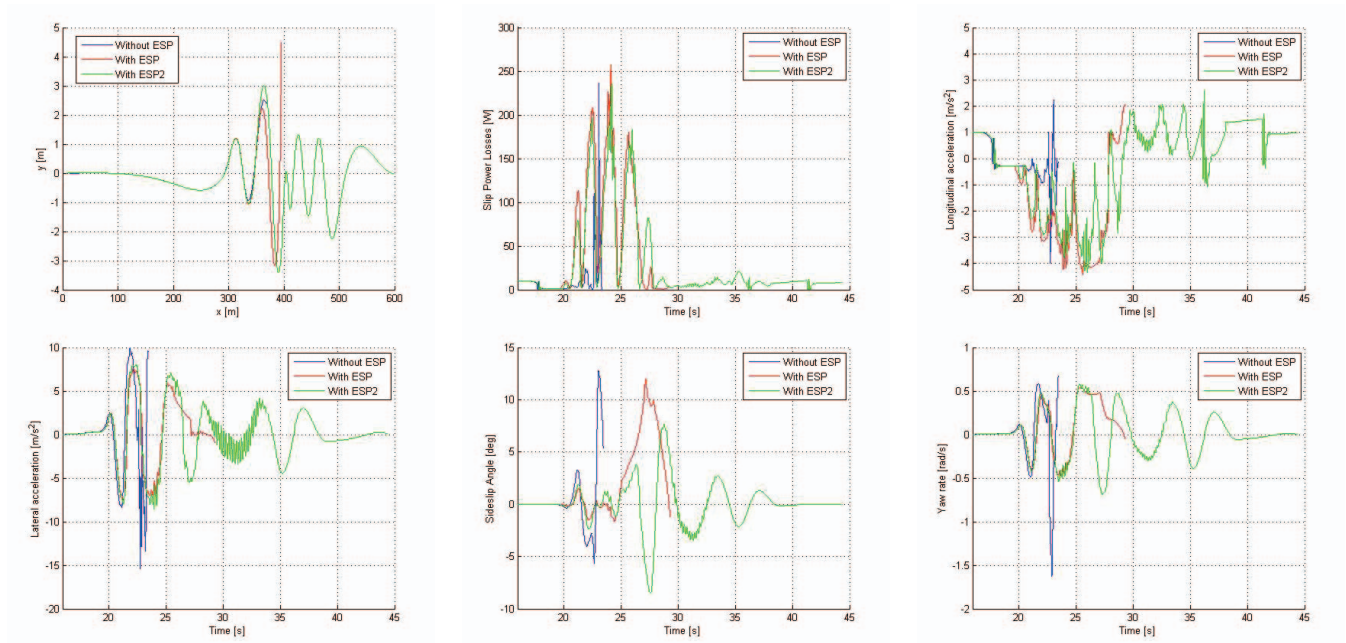 5
4
3
2
1
0
-1
-2
-3
-4
y [m]
0
100
200
300
400
500
600
x [m]
Without ESP
With ESP
With ESP2
300
250
200
150
100
50
0
Slip Power Losses [W]
20
25
30
35
40
45
Time [s]
Without ESP
With ESP
With ESP2
5
4
3
2
1
0
-1
-2
-3
-4
-5
Longitudinal acceleration [m/s²]
20
25
30
35
40
45
Time [s]
Without ESP
With ESP
With ESP2
10
5
0
-5
-10
-15
-20
Lateral acceleration [m/s²]
20
25
30
35
40
45
Time [s]
Without ESP
With ESP
With ESP2
15
10
5
0
-5
-10
Sideslip Angle [deg]
20
25
30
35
40
45
Time [s]
Without ESP
With ESP
With ESP2
1
0.5
0
-0.5
-1
-1.5
-2
Yaw rate [rad/s]
20
25
30
35
40
45
Time [s]
Without ESP
With ESP
With ESP2